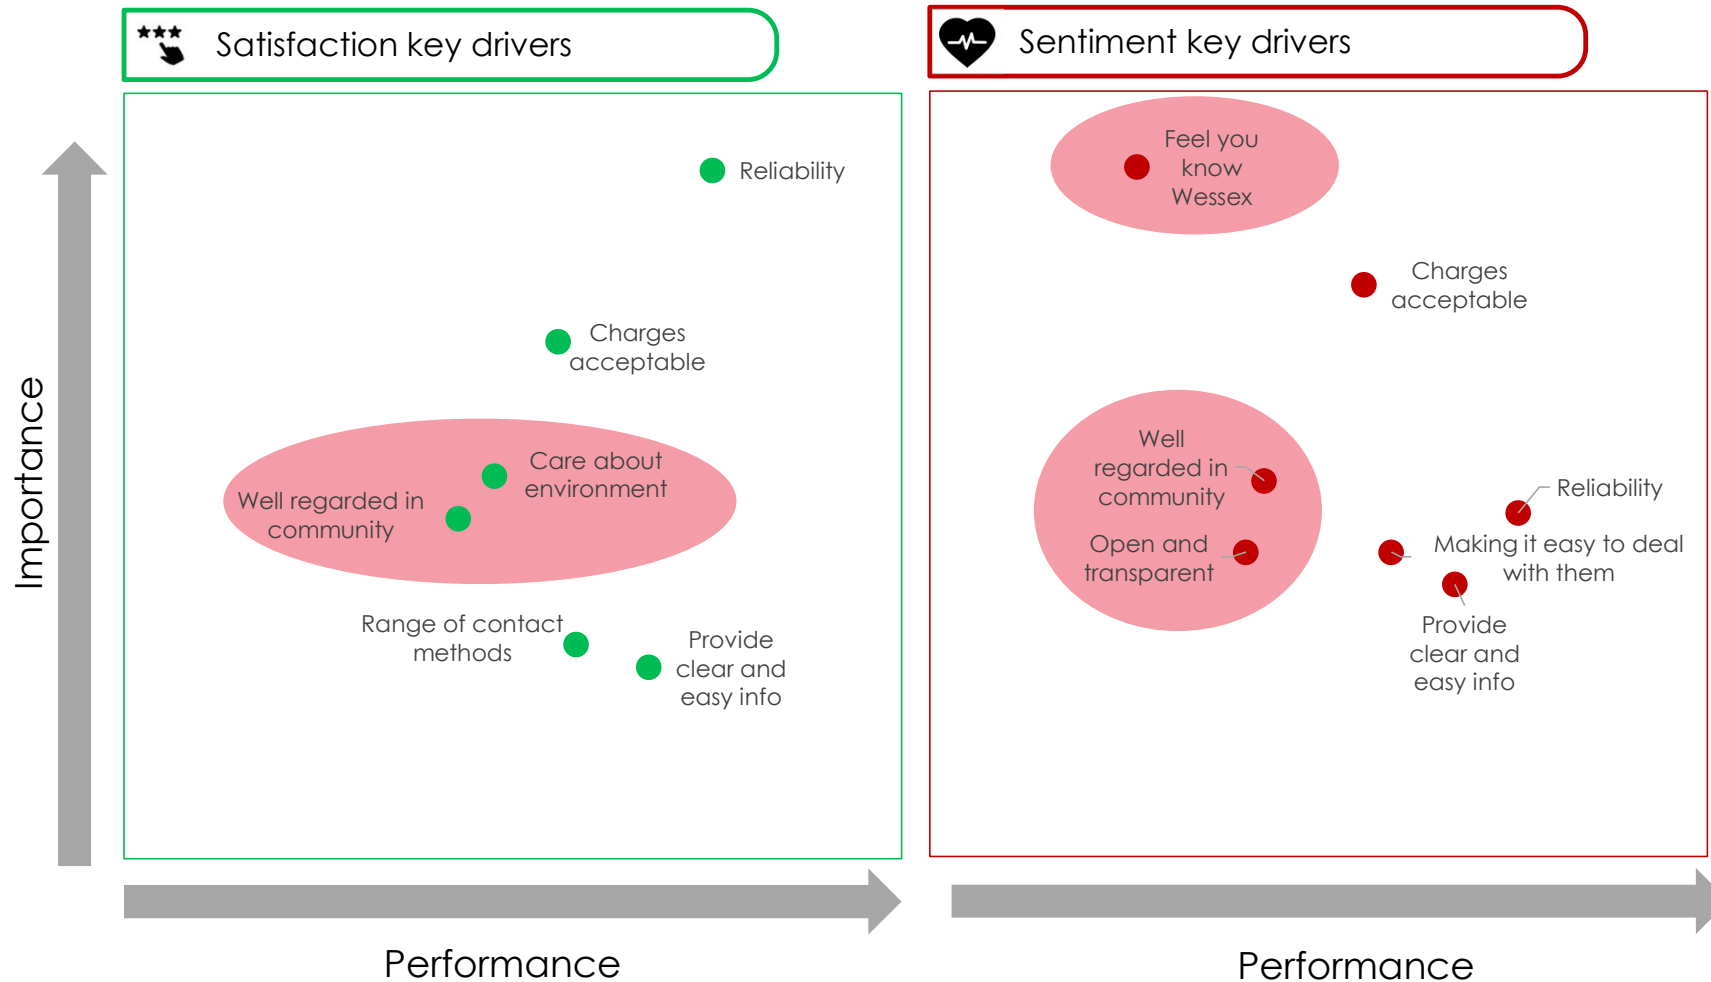 Satisfaction key drivers
Sentiment key drivers
Importance
Reliability
Charges
acceptable
Care about
environment
Well regarded in
community
Range of contact
methods
Provide
clear and
easy info
Performance
Feel you
know
Wessex
Charges
acceptable
Well
regarded in
community
Open and
transparent
Reliability
Making it easy to deal
with them
Provide
clear and
easy info
Performance